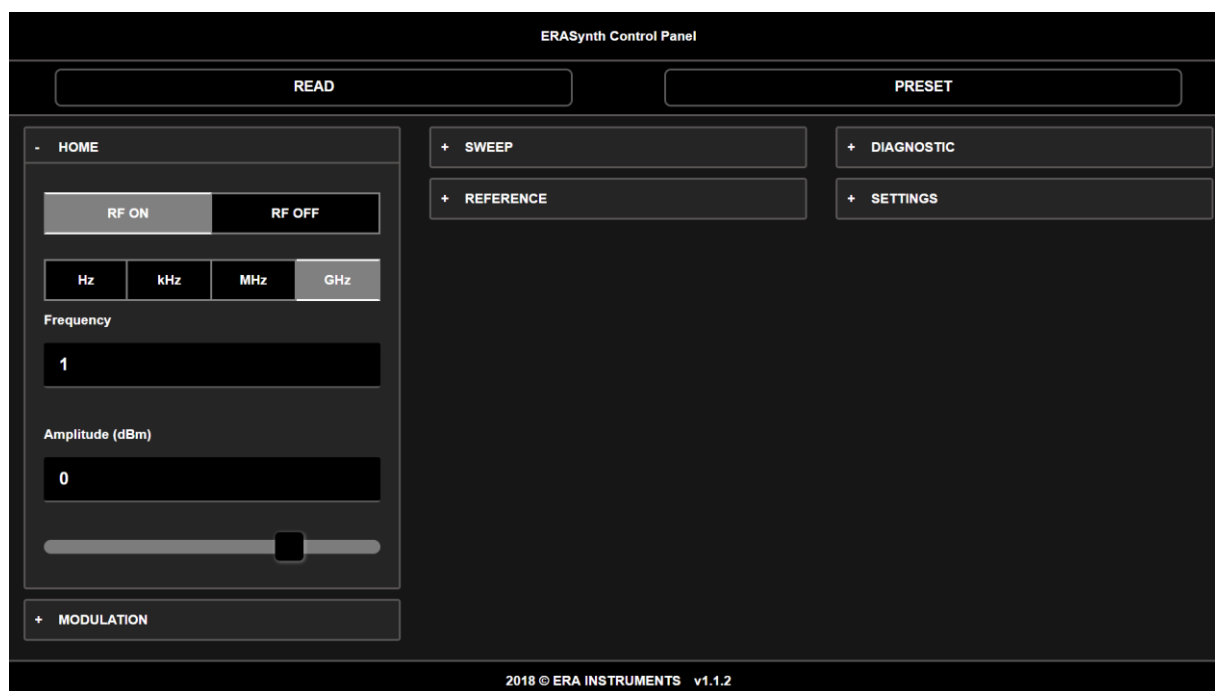 ERASynth Control Panel
READ
PRESET
- HOME
RF ON RF OFF
Hz kHz MHz GHz
Frequency
1
Amplitude (dBm)
0
+ MODULATION
+ SWEEP
+ REFERENCE
+ DIAGNOSTIC
+ SETTINGS
2018 © ERA INSTRUMENTS v1.1.2